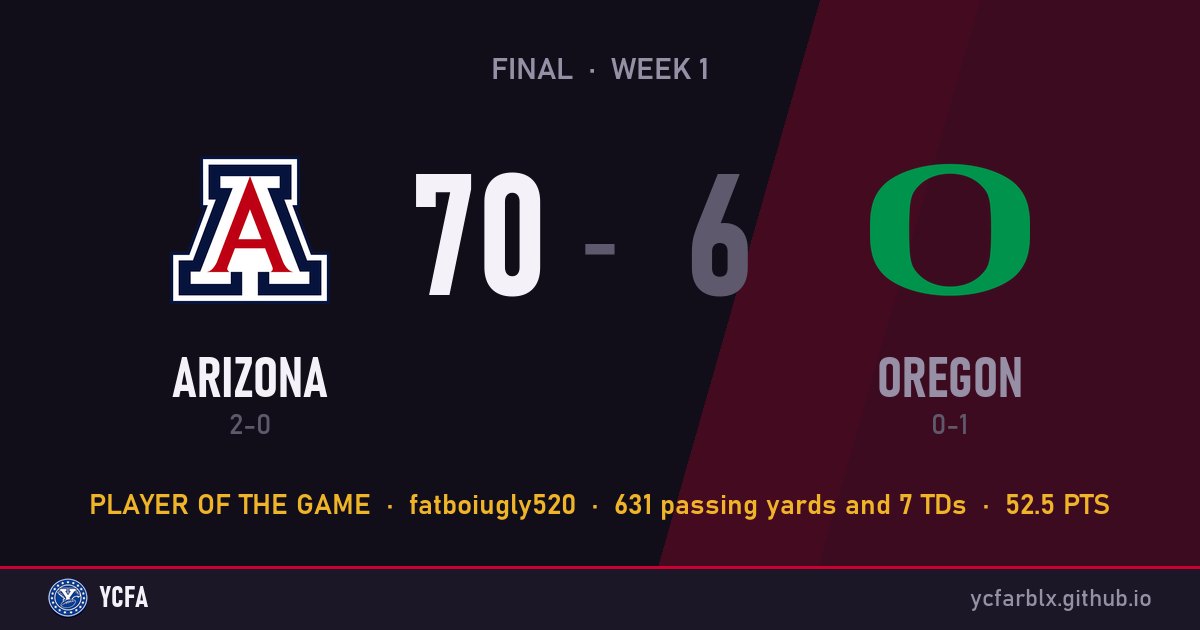 FINAL · WEEK 1
A
70 - 6
O
ARIZONA
OREGON
2-0
0-1
PLAYER OF THE GAME · fatboiugly520 · 631 passing yards and 7 TDs · 52.5 PTS
YCFA
ycfarblx.github.io